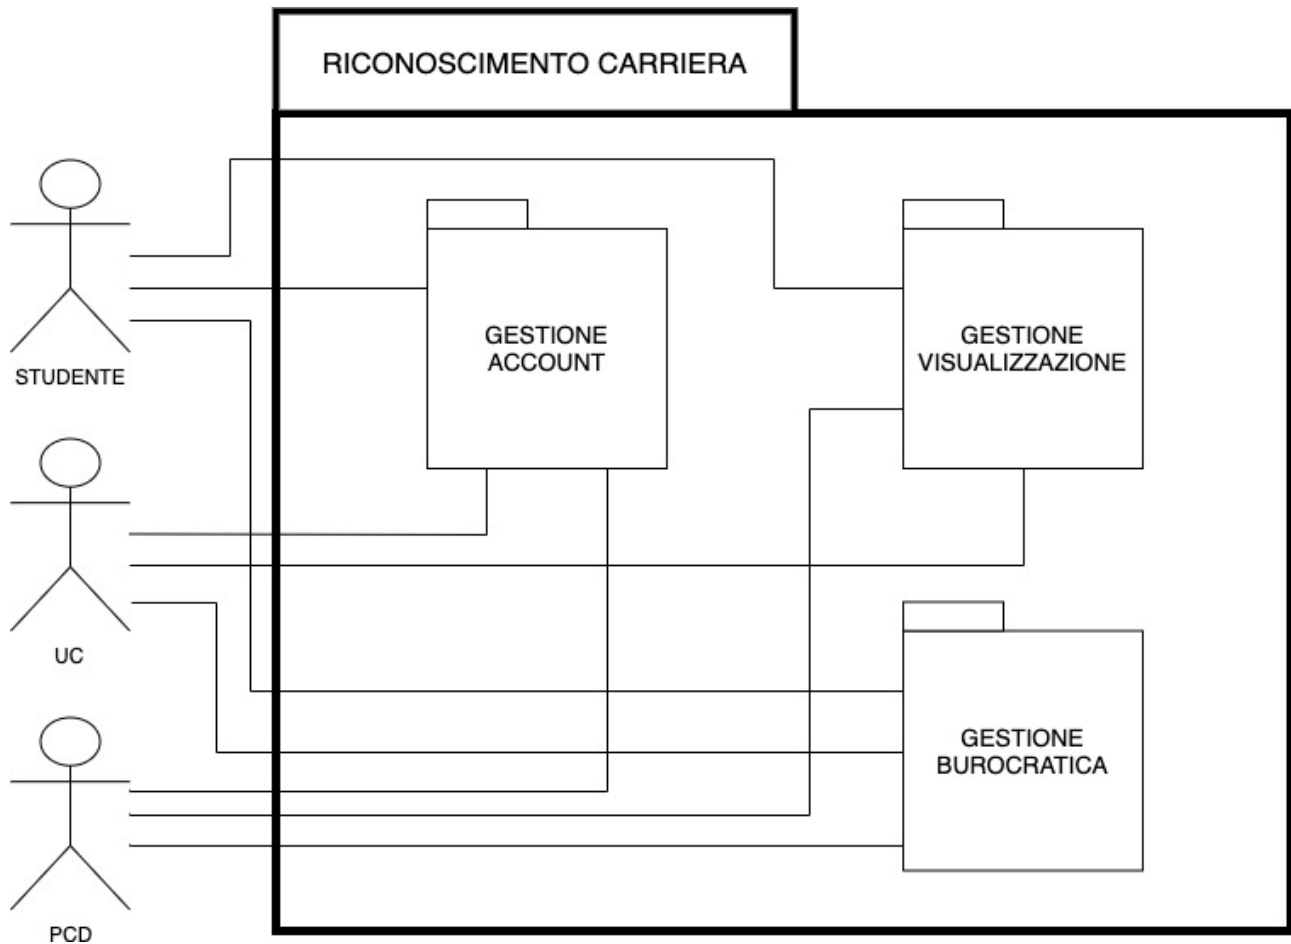 RICONOSCIMENTO CARRIERA
STUDENTE
GESTIONE
ACCOUNT
GESTIONE
VISUALIZZAZIONE
UC
GESTIONE
BUROCRATICA
PCD